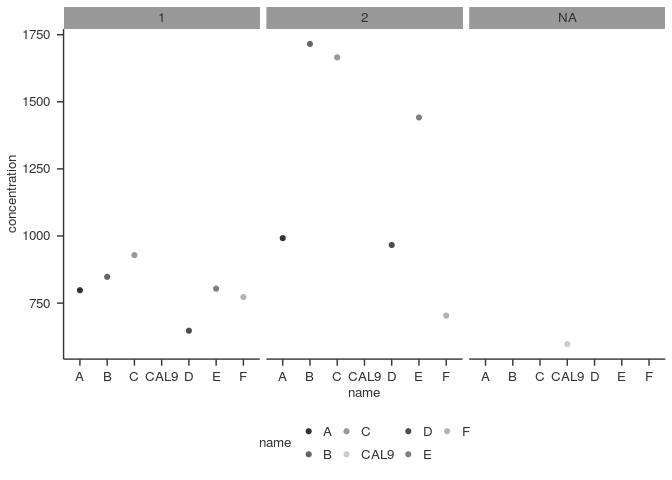 1 2 NA
1750
1500
1250
1000
750
concentration
A B C CAL9 D E F A B C CAL9 D E F A B C CAL9 D E F
name
name A C D F
B CAL9 E